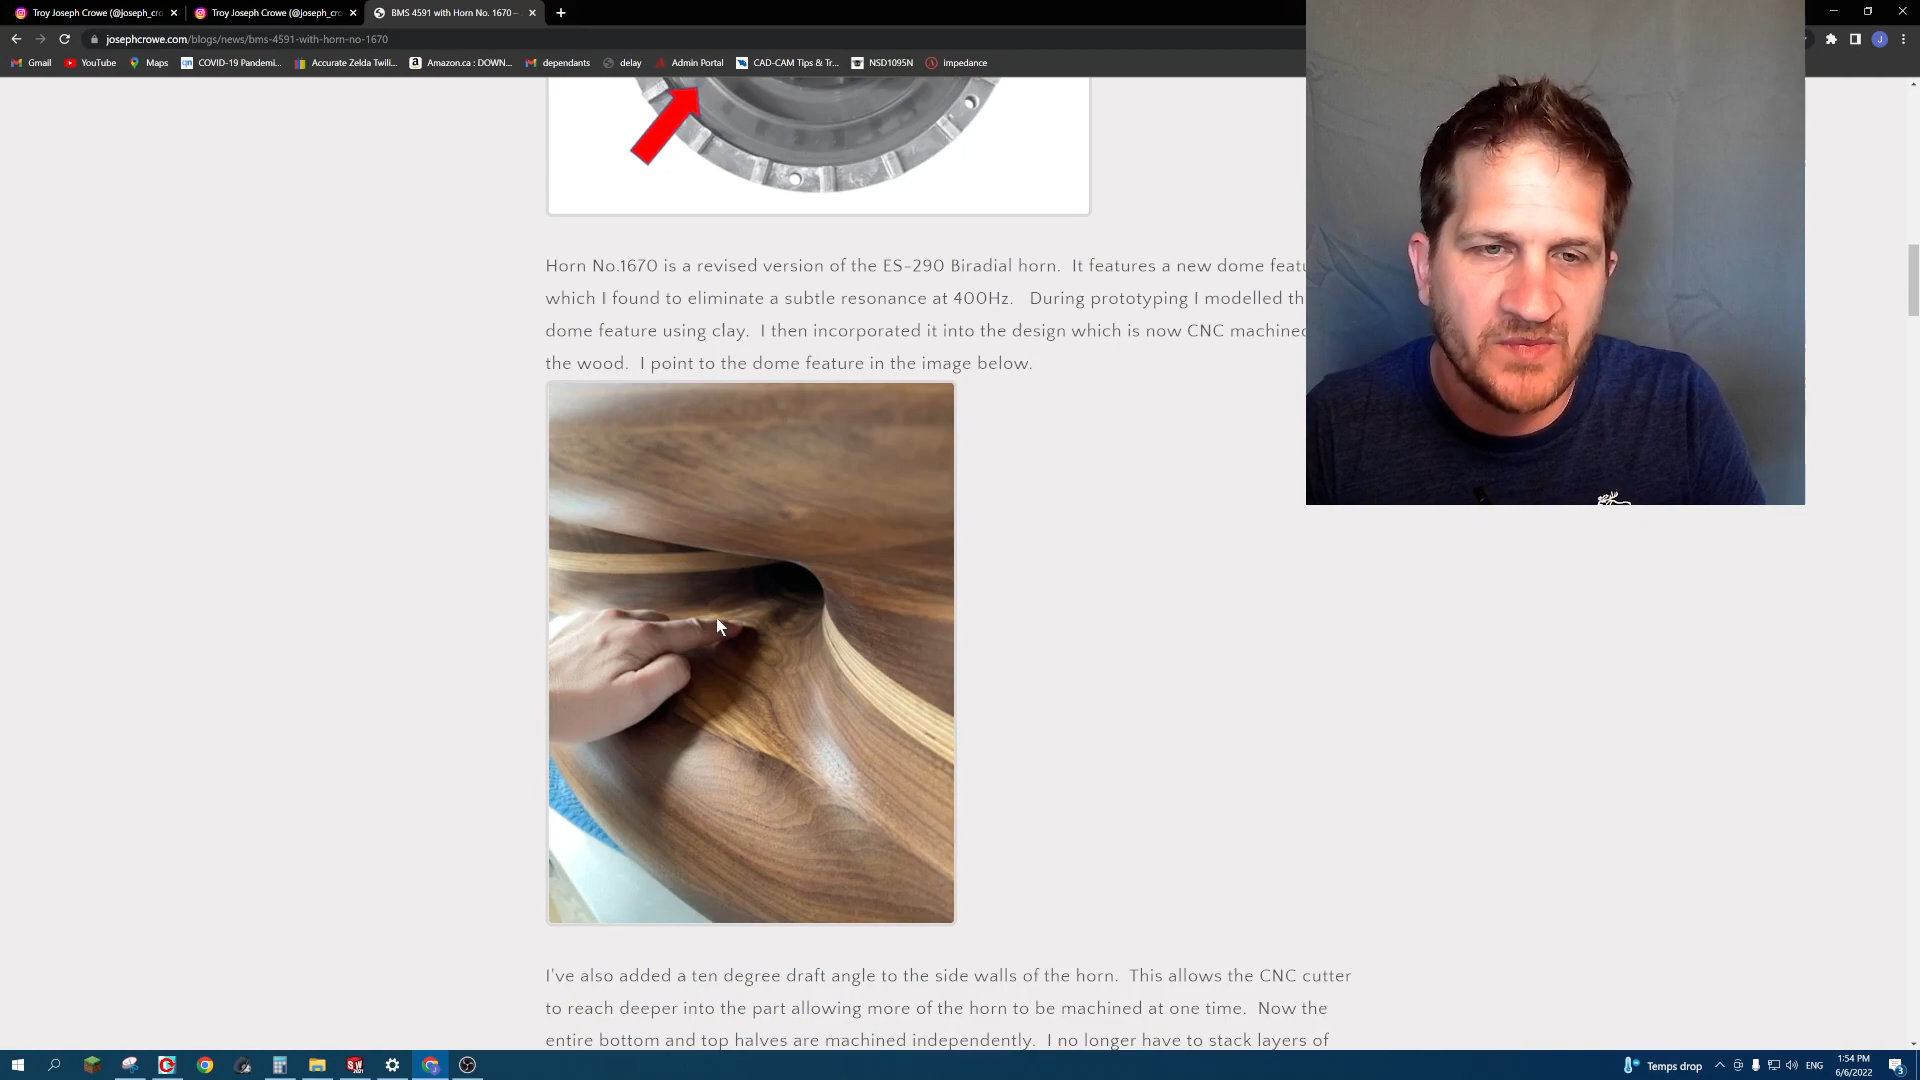 Troy Joseph Crowe (@joseph_cro
Troy Joseph Crowe (@joseph_cro
BMS 4591 with Horn No. 1670 –
josephcrowe.com/blogs/news/bms-4591-with-horn-no-1670
Gmail
YouTube
Maps
COVID-19 Pandemi...
Accurate Zelda Twili...
Amazon.ca : DOWN...
dependants
delay
Admin Portal
CAD-CAM Tips & Tr...
NSD1095N
impedance
Horn No.1670 is a revised version of the ES-290 Biradial horn. It features a new dome featu
which I found to eliminate a subtle resonance at 400Hz. During prototyping I modelled th
dome feature using clay. I then incorporated it into the design which is now CNC machined
the wood. I point to the dome feature in the image below.
I've also added a ten degree draft angle to the side walls of the horn. This allows the CNC cutter
to reach deeper into the part allowing more of the horn to be machined at one time. Now the
entire bottom and top halves are machined independently. I no longer have to stack layers of
Temps drop
ENG
1:54 PM
6/6/2022
3